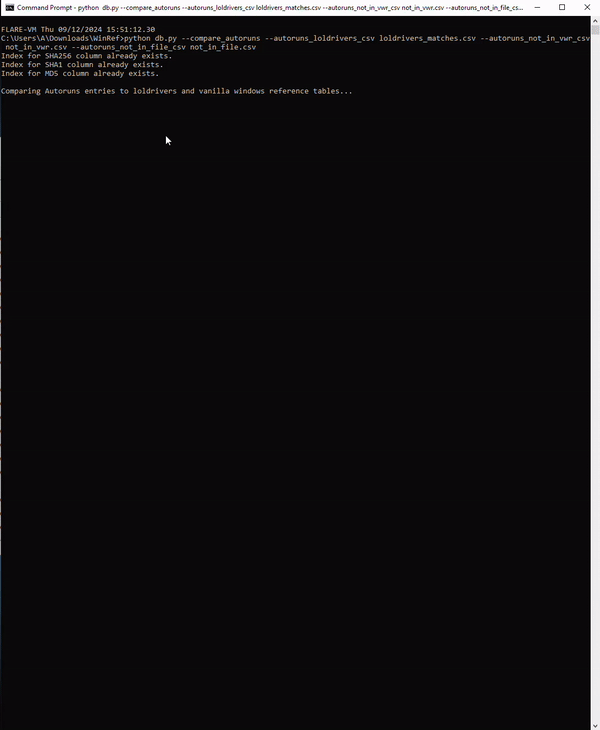 Command Prompt - python  db.py --compare_autoruns --autoruns_loldrivers_csv loldrivers_matches.csv --autoruns_not_in_vwr_csv not_in_vwr.csv --autoruns_not_in_file_cs...
FLARE-VM Thu 09/12/2024 15:51:12.30
C:\Users\A\Downloads\WinRef>python db.py --compare_autoruns --autoruns_loldrivers_csv loldrivers_matches.csv --autoruns_not_in_vwr_csv
not_in_vwr.csv --autoruns_not_in_file_csv not_in_file.csv
Index for SHA256 column already exists.
Index for SHA1 column already exists.
Index for MD5 column already exists.
Comparing Autoruns entries to loldrivers and vanilla windows reference tables...